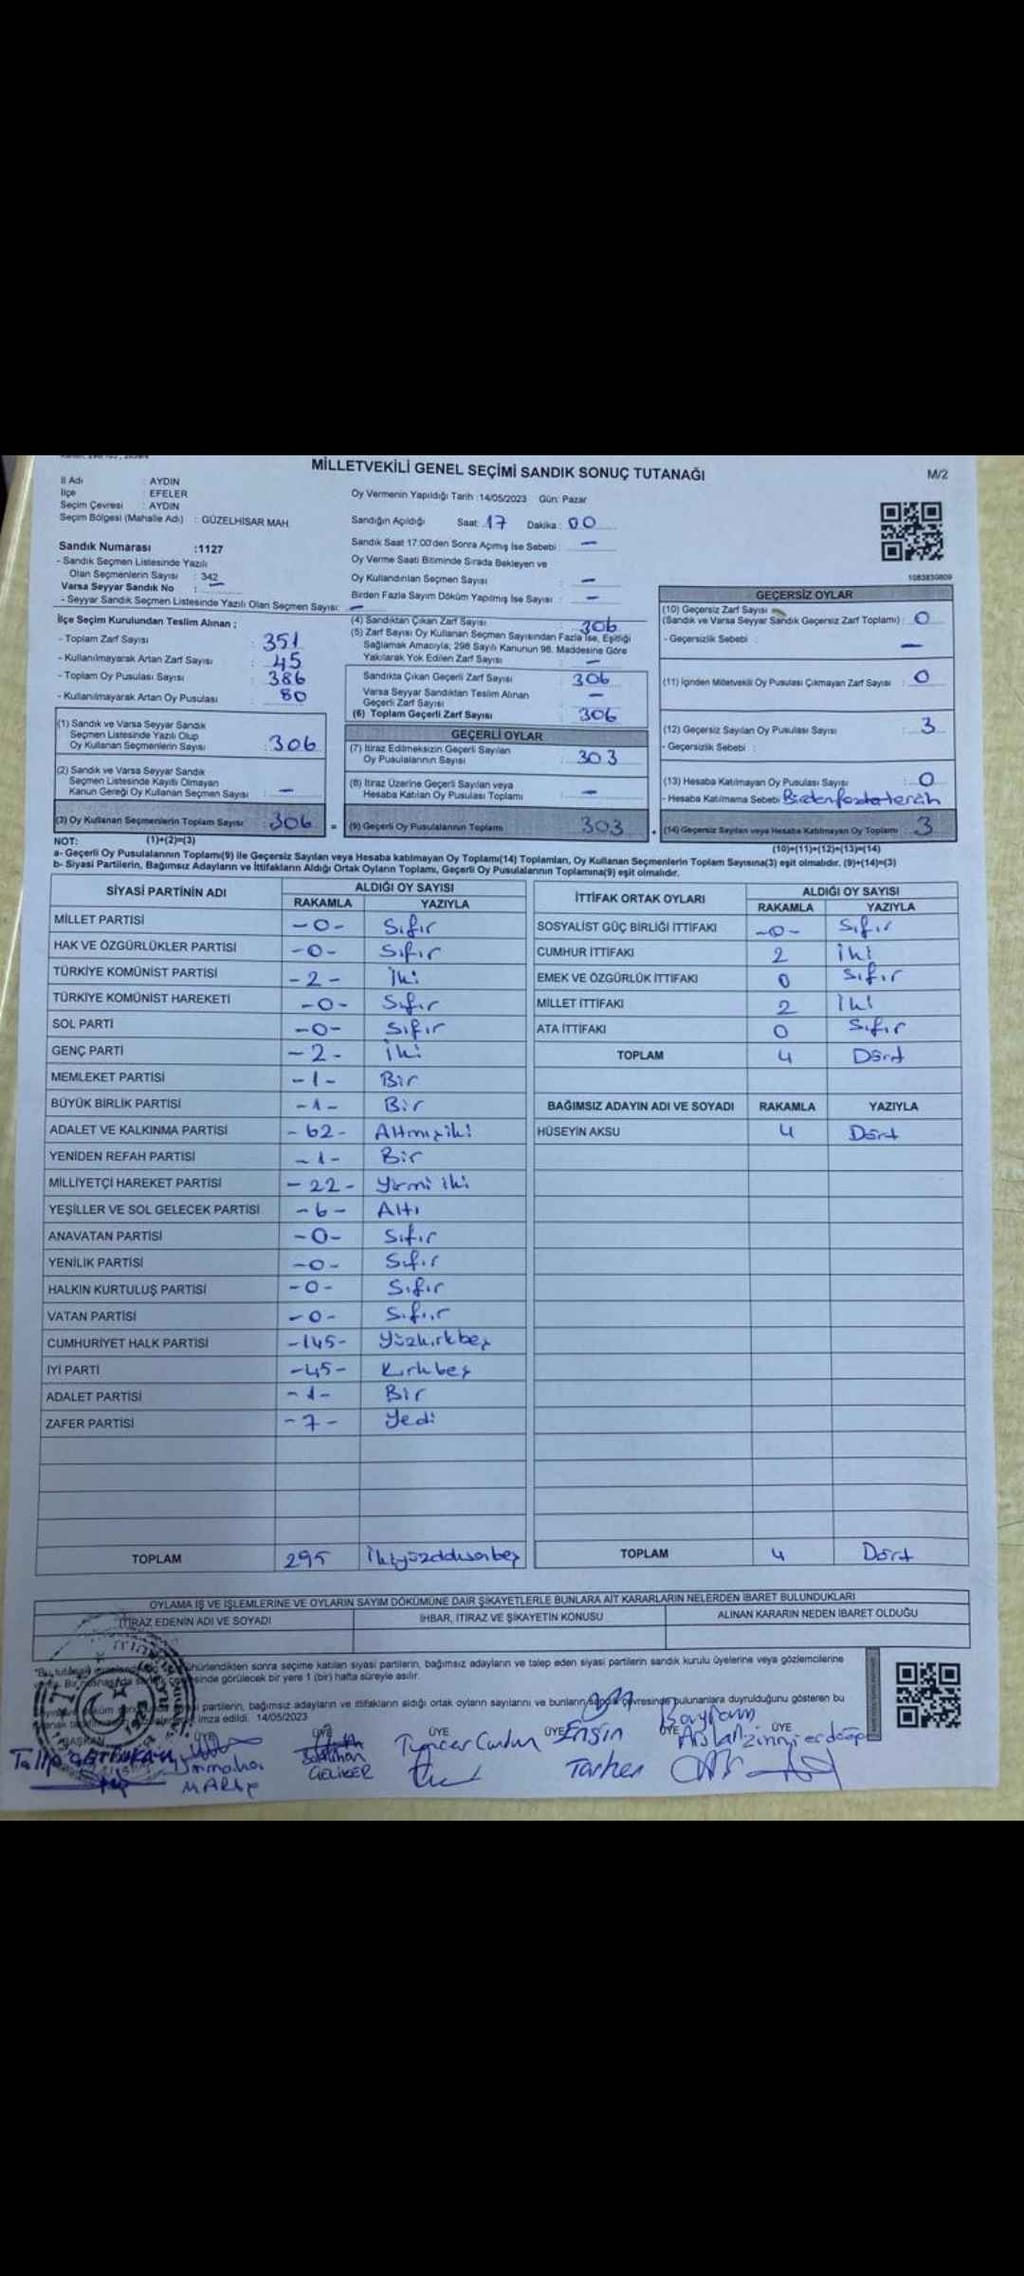 MİLLETVEKİLİ GENEL SEÇİMİ SANDIK SONUÇ TUTANAĞI
M/2
İl Adı : AYDIN
İlçe : EFELER
Seçim Çevresi : AYDIN
Seçim Bölgesi (Mahalle Adı) : GÜZELHİSAR MAH.
Oy Vermenin Yapıldığı Tarih :14/05/2023 Gün: Pazar
Sandığın Açıldığı Saat: 17 Dakika: 00
Sandık Saat 17:00'den Sonra Açımış İse Sebebi : -
Oy Verme Saati Bitiminde Sırada Bekleyen ve
Oy Kullandırılan Seçmen Sayısı : -
Birden Fazla Sayım Döküm Yapılmış İse Sayısı : -
Sandık Numarası :1127
- Sandık Seçmen Listesinde Yazılı
Olan Seçmenlerin Sayısı : 342
Varsa Seyyar Sandık No :
- Seyyar Sandık Seçmen Listesinde Yazılı Olan Seçmen Sayısı: -
1083830809
İlçe Seçim Kurulundan Teslim Alınan ;
- Toplam Zarf Sayısı : 351
- Kullanılmayarak Artan Zarf Sayısı : 45
- Toplam Oy Pusulası Sayısı : 386
- Kullanılmayarak Artan Oy Pusulası : 80
(1) Sandık ve Varsa Seyyar Sandık
Seçmen Listesinde Yazılı Olup
Oy Kullanan Seçmenlerin Sayısı : 306
(2) Sandık ve Varsa Seyyar Sandık
Seçmen Listesinde Kayıtlı Olmayan
Kanun Gereği Oy Kullanan Seçmen Sayısı : -
(3) Oy Kullanan Seçmenlerin Toplam Sayısı : 306
(1)+(2)=(3)
(4) Sandıktan Çıkan Zarf Sayısı : 306
(5) Zarf Sayısı Oy Kullanan Seçmen Sayısından Fazla İse, Eşitliği
Sağlamak Amacıyla, 298 Sayılı Kanunun 98. Maddesine Göre
Yakılarak Yok Edilen Zarf Sayısı : -
Sandıkta Çıkan Geçerli Zarf Sayısı : 306
Varsa Seyyar Sandıktan Teslim Alınan
Geçerli Zarf Sayısı : -
(6) Toplam Geçerli Zarf Sayısı : 306
GEÇERLİ OYLAR
(7) İtiraz Edilmeksizin Geçerli Sayılan
Oy Pusulalarının Sayısı : 303
(8) İtiraz Üzerine Geçerli Sayılan veya
Hesaba Katılan Oy Pusulası Toplamı : -
= (9) Geçerli Oy Pusulalarının Toplamı : 303
GEÇERSİZ OYLAR
(10) Geçersiz Zarf Sayısı
(Sandık ve Varsa Seyyar Sandık Geçersiz Zarf Toplamı) : 0
- Geçersizlik Sebebi : -
(11) İçinden Milletvekili Oy Pusulası Çıkmayan Zarf Sayısı : 0
(12) Geçersiz Sayılan Oy Pusulası Sayısı : 3
- Geçersizlik Sebebi :
(13) Hesaba Katılmayan Oy Pusulası Sayısı : 0
- Hesaba Katılmama Sebebi Birden fazla tercih
+ (14) Geçersiz Sayılan veya Hesaba Katılmayan Oy Toplamı : 3
(10)+(11)+(12)+(13)=(14)
NOT:
a- Geçerli Oy Pusulalarının Toplamı(9) ile Geçersiz Sayılan veya Hesaba katılmayan Oy Toplamı(14) Toplamları, Oy Kullanan Seçmenlerin Toplam Sayısına(3) eşit olmalıdır. (9)+(14)=(3)
b- Siyasi Partilerin, Bağımsız Adayların ve İttifakların Aldığı Ortak Oyların Toplamı, Geçerli Oy Pusulalarının Toplamına(9) eşit olmalıdır.
SİYASİ PARTİNİN ADI ALDIĞI OY SAYISI
RAKAMLA YAZIYLA
MİLLET PARTİSİ -0- Sıfır
HAK VE ÖZGÜRLÜKLER PARTİSİ -0- Sıfır
TÜRKİYE KOMÜNİST PARTİSİ -2- İki
TÜRKİYE KOMÜNİST HAREKETİ -0- Sıfır
SOL PARTİ -0- Sıfır
GENÇ PARTİ -2- İki
MEMLEKET PARTİSİ -1- Bir
BÜYÜK BİRLİK PARTİSİ -1- Bir
ADALET VE KALKINMA PARTİSİ -62- Altmışiki
YENİDEN REFAH PARTİSİ -1- Bir
MİLLİYETÇİ HAREKET PARTİSİ -22- Yirmi iki
YEŞİLLER VE SOL GELECEK PARTİSİ -6- Altı
ANAVATAN PARTİSİ -0- Sıfır
YENİLİK PARTİSİ -0- Sıfır
HALKIN KURTULUŞ PARTİSİ -0- Sıfır
VATAN PARTİSİ -0- Sıfır
CUMHURİYET HALK PARTİSİ -145- Yüzkırkbeş
İYİ PARTİ -45- Kırkbeş
ADALET PARTİSİ -1- Bir
ZAFER PARTİSİ -7- Yedi
TOPLAM 295 İkiyüzdoksanbeş
İTTİFAK ORTAK OYLARI ALDIĞI OY SAYISI
RAKAMLA YAZIYLA
SOSYALİST GÜÇ BİRLİĞİ İTTİFAKI -0- Sıfır
CUMHUR İTTİFAKI 2 İki
EMEK VE ÖZGÜRLÜK İTTİFAKI 0 Sıfır
MİLLET İTTİFAKI 2 İki
ATA İTTİFAKI 0 Sıfır
TOPLAM 4 Dört
BAĞIMSIZ ADAYIN ADI VE SOYADI RAKAMLA YAZIYLA
HÜSEYİN AKSU 4 Dört
TOPLAM 4 Dört
OYLAMA İŞ VE İŞLEMLERİNE VE OYLARIN SAYIM DÖKÜMÜNE DAİR ŞİKAYETLERLE BUNLARA AİT KARARLARIN NELERDEN İBARET BULUNDUKLARI
İTİRAZ EDENİN ADI VE SOYADI İHBAR, İTİRAZ VE ŞİKAYETİN KONUSU ALINAN KARARIN NEDEN İBARET OLDUĞU
"Bu tutanağı mühürlendikten sonra seçime katılan siyasi partilerin, bağımsız adayların ve talep eden siyasi partilerin sandık kurulu üyelerine veya gözlemcilerine
sinde görülecek bir yere 1 (bir) hafta süreyle asılır.
partilerin, bağımsız adayların ve ittifakların aldığı ortak oyların sayılarını ve bunların sandık çevresinde bulunanlara duyurulduğunu gösteren bu
imza edildi. 14/05/2023
BAŞKAN ÜYE ÜYE ÜYE ÜYE ÜYE
Tuncer Engin Bayram
ÇELİKER Tarhan Arslan